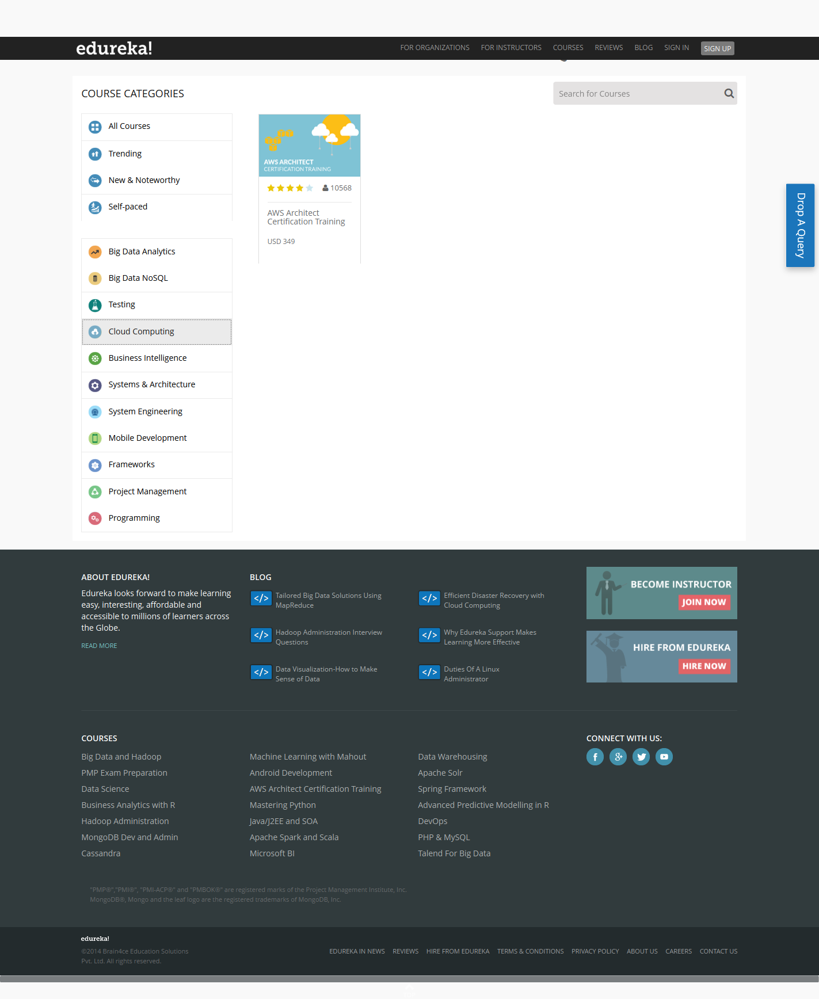 edureka!
FOR ORGANIZATIONS
FOR INSTRUCTORS
COURSES
REVIEWS
BLOG
SIGN IN
SIGN UP
COURSE CATEGORIES
Search for Courses
All Courses
Trending
New & Noteworthy
Self-paced
AWS ARCHITECT
CERTIFICATION TRAINING
10568
AWS Architect
Certification Training
USD 349
Drop A Query
Big Data Analytics
Big Data NoSQL
Testing
Cloud Computing
Business Intelligence
Systems & Architecture
System Engineering
Mobile Development
Frameworks
Project Management
Programming
ABOUT EDUREKA!
Edureka looks forward to make learning
easy, interesting, affordable and
accessible to millions of learners across
the Globe.
READ MORE
BLOG
</> Tailored Big Data Solutions Using
MapReduce
</> Efficient Disaster Recovery with
Cloud Computing
</> Hadoop Administration Interview
Questions
</> Why Edureka Support Makes
Learning More Effective
</> Data Visualization-How to Make
Sense of Data
</> Duties Of A Linux
Administrator
BECOME INSTRUCTOR
JOIN NOW
HIRE FROM EDUREKA
HIRE NOW
COURSES
Big Data and Hadoop
PMP Exam Preparation
Data Science
Business Analytics with R
Hadoop Administration
MongoDB Dev and Admin
Cassandra
Machine Learning with Mahout
Android Development
AWS Architect Certification Training
Mastering Python
Java/J2EE and SOA
Apache Spark and Scala
Microsoft BI
Data Warehousing
Apache Solr
Spring Framework
Advanced Predictive Modelling in R
DevOps
PHP & MySQL
Talend For Big Data
CONNECT WITH US:
"PMP®","PMI®", "PMI-ACP®" and "PMBOK®" are registered marks of the Project Management Institute, Inc.
MongoDB®, Mongo and the leaf logo are the registered trademarks of MongoDB, Inc.
edureka!
©2014 Brain4ce Education Solutions
Pvt. Ltd. All rights reserved.
EDUREKA IN NEWS
REVIEWS
HIRE FROM EDUREKA
TERMS & CONDITIONS
PRIVACY POLICY
ABOUT US
CAREERS
CONTACT US